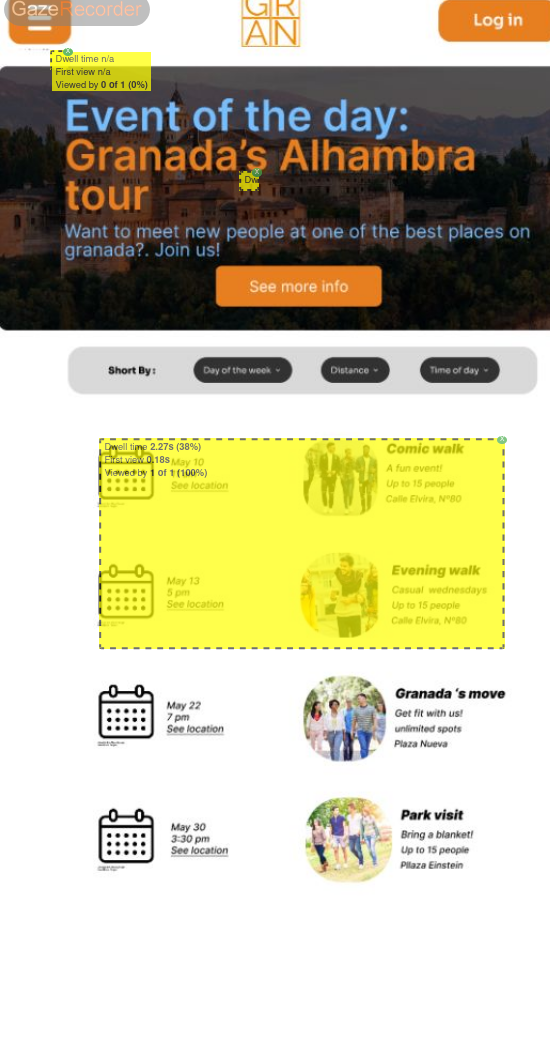 GazeRecorder
GR
AN
Log in
Dwell time n/a
First view n/a
Viewed by 0 of 1 (0%)
Event of the day:
Granada's Alhambra
tour
Dw
Want to meet new people at one of the best places on
granada?. Join us!
See more info
Short By :
Day of the week
Distance
Time of day
Dwell time 2.27s (38%)
First view 0.18s
Viewed by 1 of 1 (100%)
May 10
See location
Comic walk
A fun event!
Up to 15 people
Calle Elvira, Nº80
May 13
5 pm
See location
Evening walk
Casual wednesdays
Up to 15 people
Calle Elvira, Nº80
May 22
7 pm
See location
Granada 's move
Get fit with us!
unlimited spots
Plaza Nueva
May 30
3:30 pm
See location
Park visit
Bring a blanket!
Up to 15 people
Pllaza Einstein